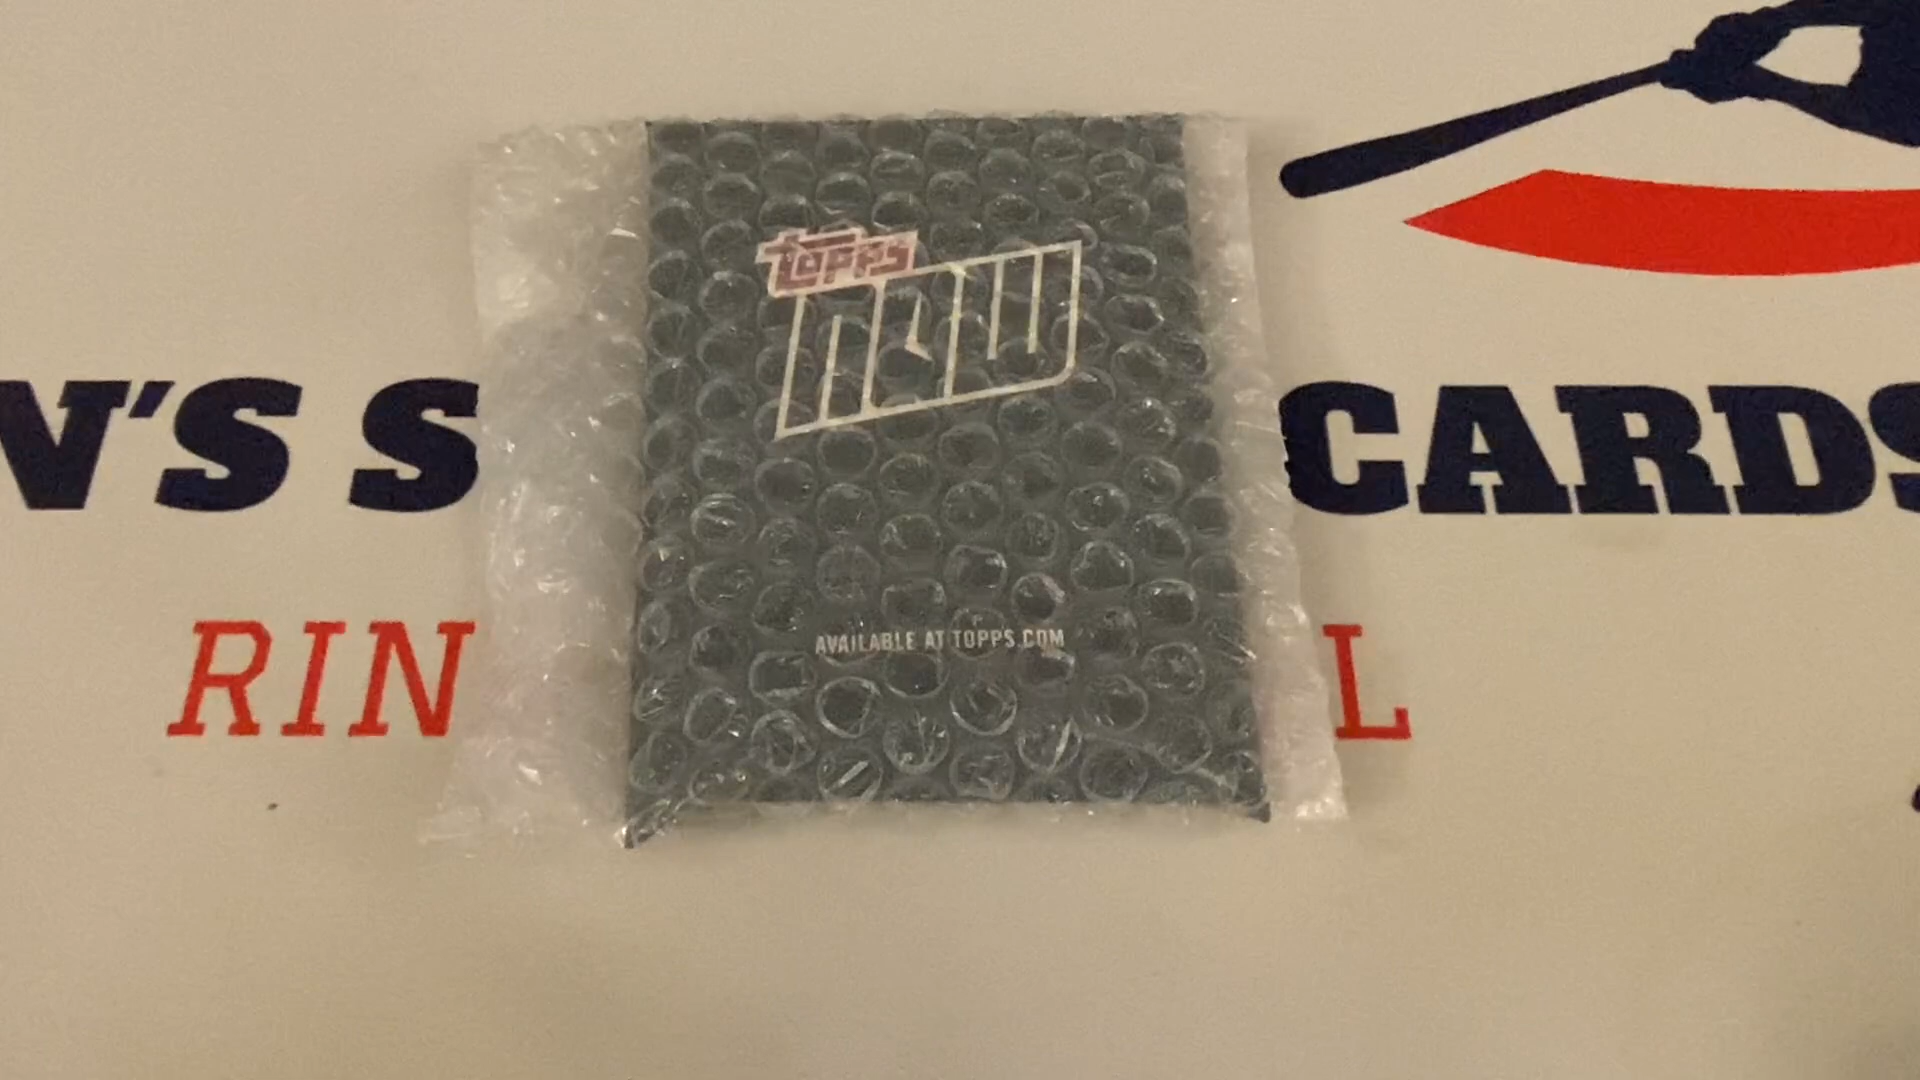 topps
NOW
N'S S
CARDS
RIN
L
AVAILABLE AT TOPPS.COM